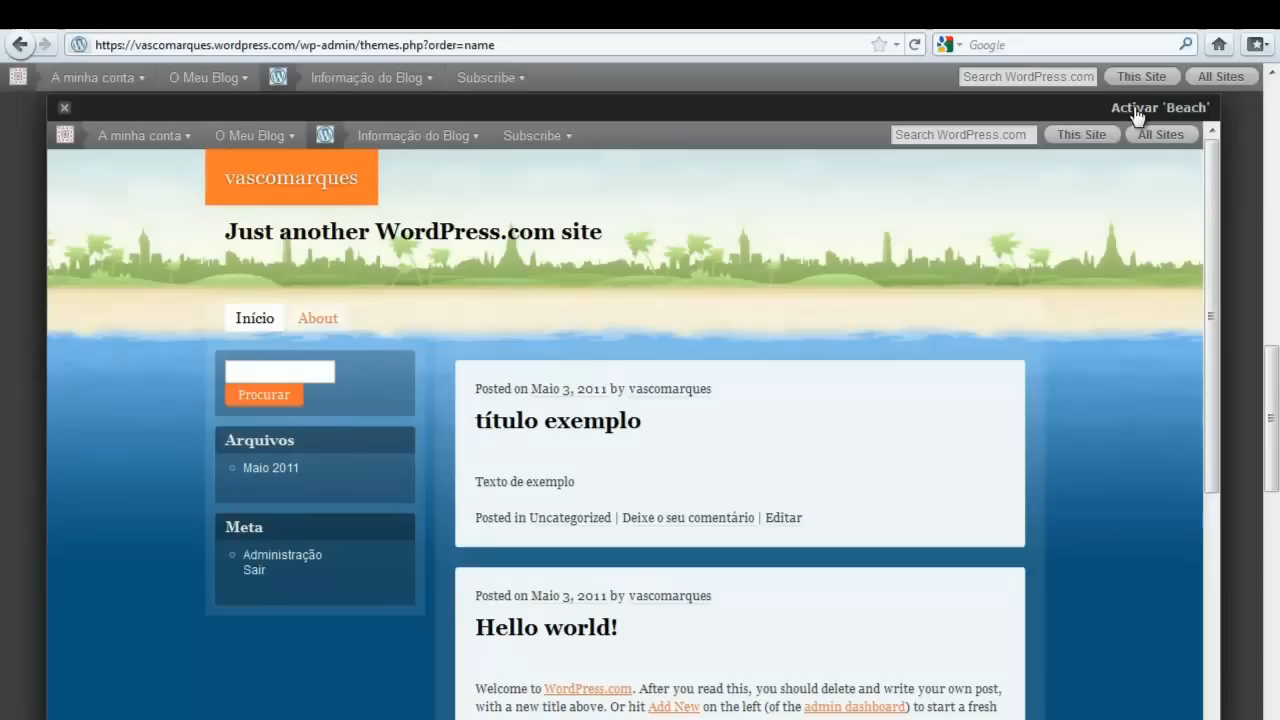 https://vascomarques.wordpress.com/wp-admin/themes.php?order=name
Google
A minha conta
O Meu Blog
Informação do Blog
Subscribe
Search WordPress.com
This Site
All Sites
Activar 'Beach'
A minha conta
O Meu Blog
Informação do Blog
Subscribe
Search WordPress.com
This Site
All Sites
vascomarques
Just another WordPress.com site
Início
About
Procurar
Arquivos
Maio 2011
Meta
Administração
Sair
Posted on Maio 3, 2011 by vascomarques
título exemplo
Texto de exemplo
Posted in Uncategorized | Deixe o seu comentário | Editar
Posted on Maio 3, 2011 by vascomarques
Hello world!
Welcome to WordPress.com. After you read this, you should delete and write your own post,
with a new title above. Or hit Add New on the left (of the admin dashboard) to start a fresh